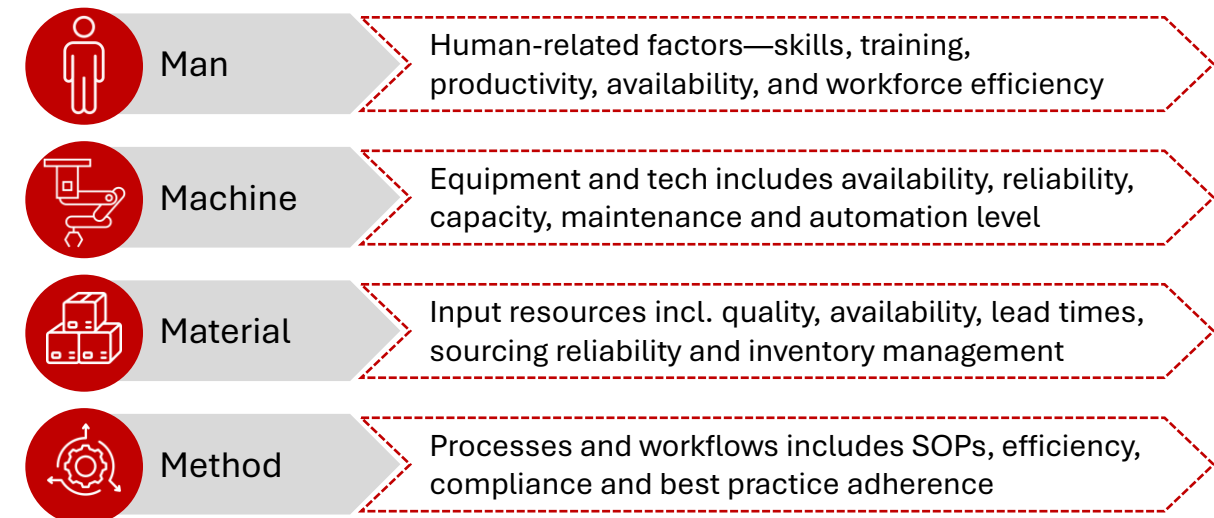 Man
Human-related factors—skills, training,
productivity, availability, and workforce efficiency
Machine
Equipment and tech includes availability, reliability,
capacity, maintenance and automation level
Material
Input resources incl. quality, availability, lead times,
sourcing reliability and inventory management
Method
Processes and workflows includes SOPs, efficiency,
compliance and best practice adherence